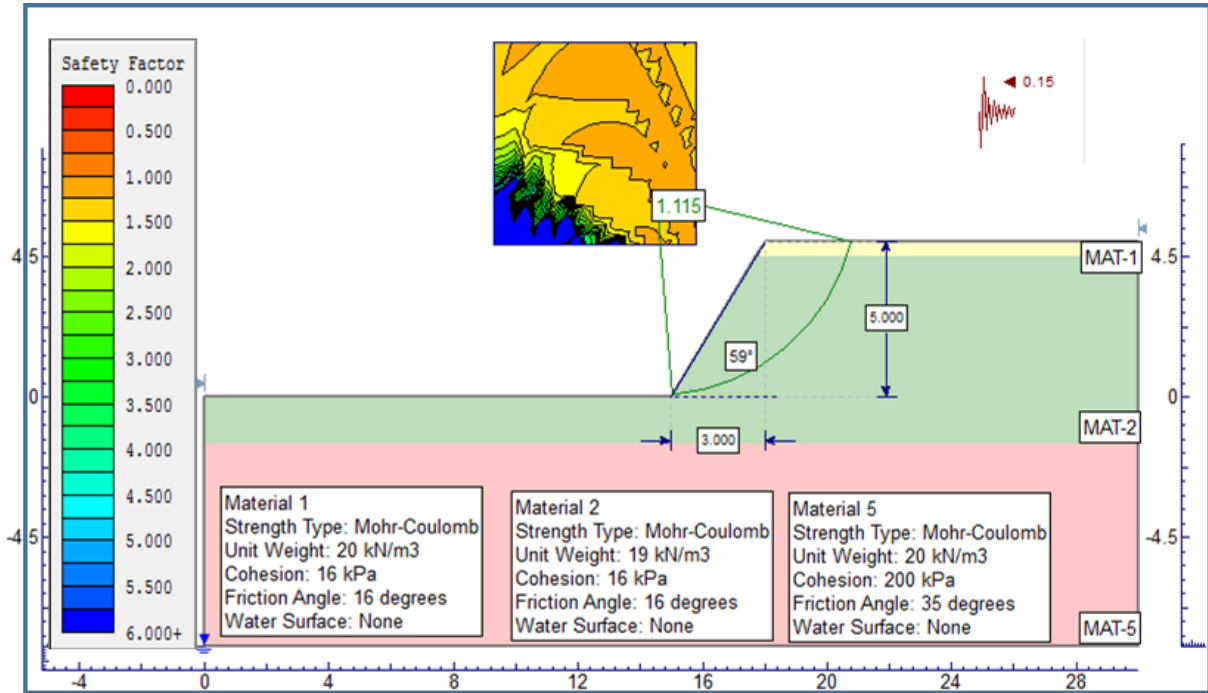 Safety Factor
0.000
0.500
1.000
1.500
2.000
2.500
3.000
3.500
4.000
4.500
5.000
5.500
6.000+
0.15
1.115
4.5
0
-4.5
4.5
0
-4.5
MAT-1
5.000
59°
MAT-2
3.000
Material 1
Strength Type: Mohr-Coulomb
Unit Weight: 20 kN/m3
Cohesion: 16 kPa
Friction Angle: 16 degrees
Water Surface: None
Material 2
Strength Type: Mohr-Coulomb
Unit Weight: 19 kN/m3
Cohesion: 16 kPa
Friction Angle: 16 degrees
Water Surface: None
Material 5
Strength Type: Mohr-Coulomb
Unit Weight: 20 kN/m3
Cohesion: 200 kPa
Friction Angle: 35 degrees
Water Surface: None
MAT-5
-4 0 4 8 12 16 20 24 28